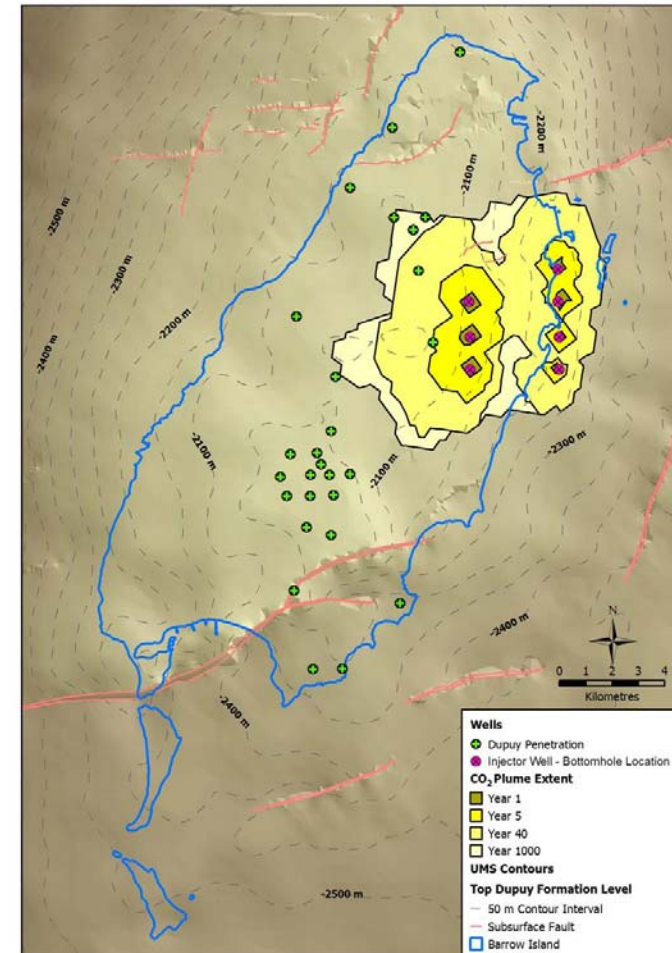 -2200 m
-2100 m
-2500 m
-2300 m
-2200 m
-2400 m
-2100 m
-2100 m
-2300 m
-2400 m
N
0 1 2 3 4
Kilometres
-2400 m
-2500 m
Wells
Dupuy Penetration
Injector Well - Bottomhole Location
CO2 Plume Extent
Year 1
Year 5
Year 40
Year 1000
UMS Contours
Top Dupuy Formation Level
50 m Contour Interval
Subsurface Fault
Barrow Island